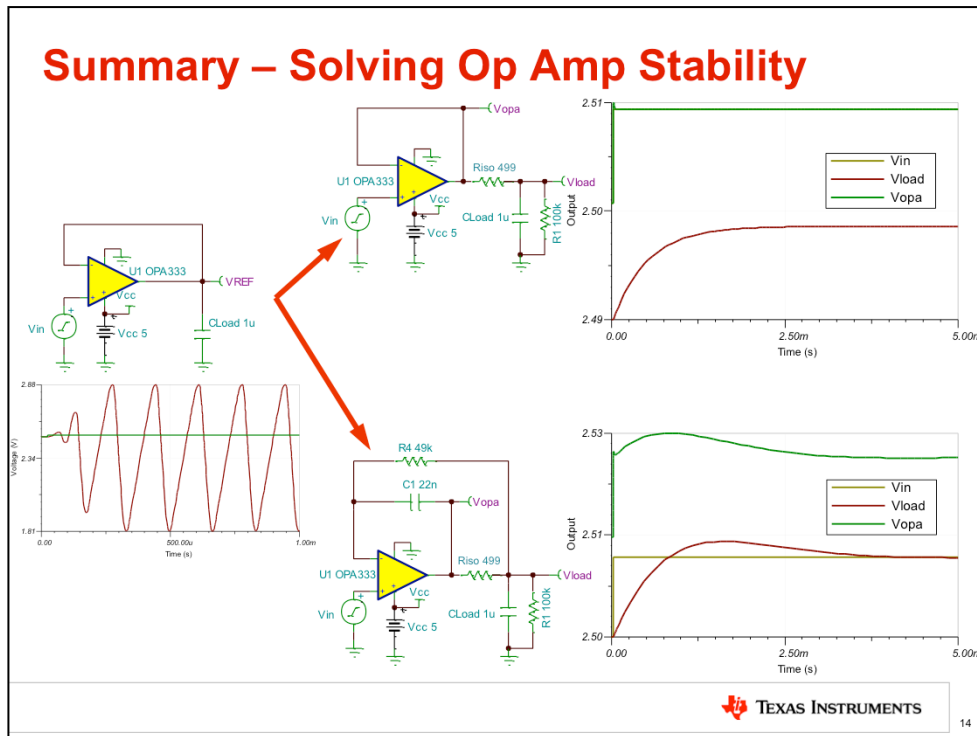 Summary – Solving Op Amp Stability
Vopa
U1 OPA333
Riso 499
Vload
Vcc
Vin
Vcc 5
CLoad 1u
R1 100k
2.51
2.50
2.49
Output
Vin
Vload
Vopa
0.00
2.50m
5.00m
Time (s)
U1 OPA333
VREF
Vcc
Vin
Vcc 5
CLoad 1u
2.88
2.34
1.81
Voltage (V)
0.00
500.00u
1.00m
Time (s)
R4 49k
C1 22n
Vopa
U1 OPA333
Riso 499
Vload
Vcc
Vin
Vcc 5
CLoad 1u
R1 100k
2.53
2.51
2.50
Output
Vin
Vload
Vopa
0.00
2.50m
5.00m
Time (s)
TEXAS INSTRUMENTS
14